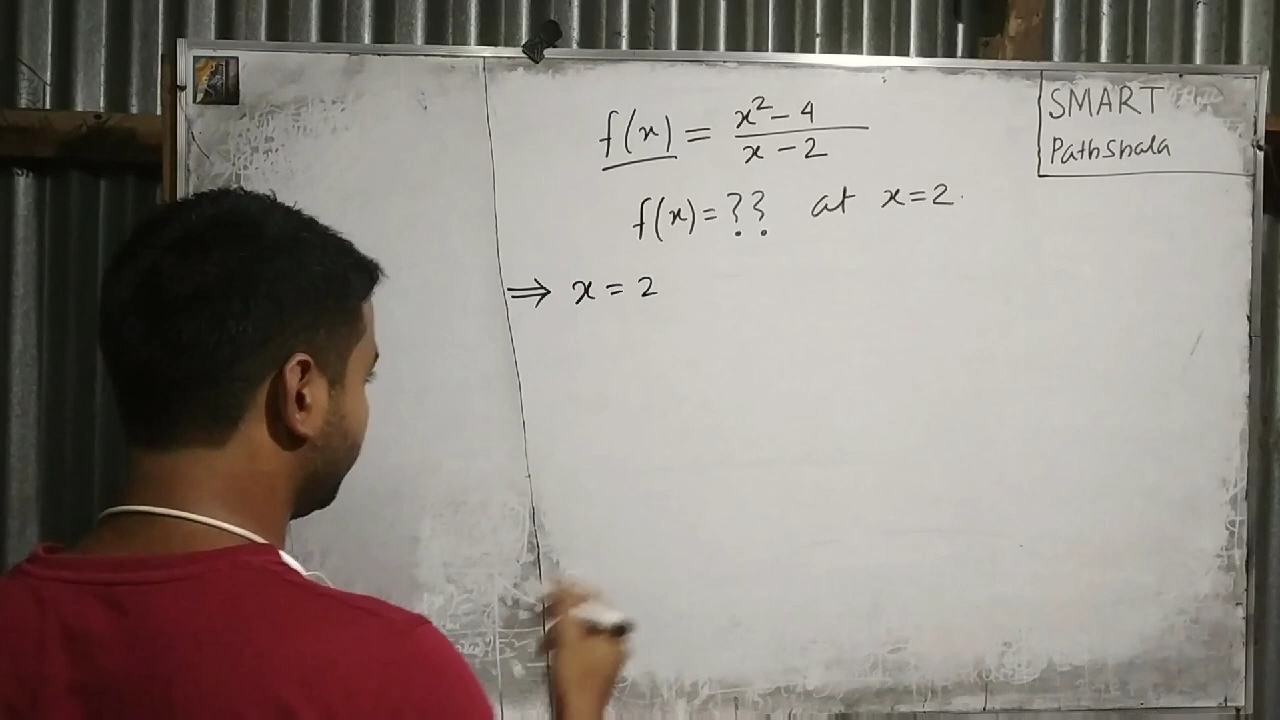 f(x) = x² - 4 / x - 2
f(x) = ?? at x = 2.
⇒ x = 2
SMART
Pathshala